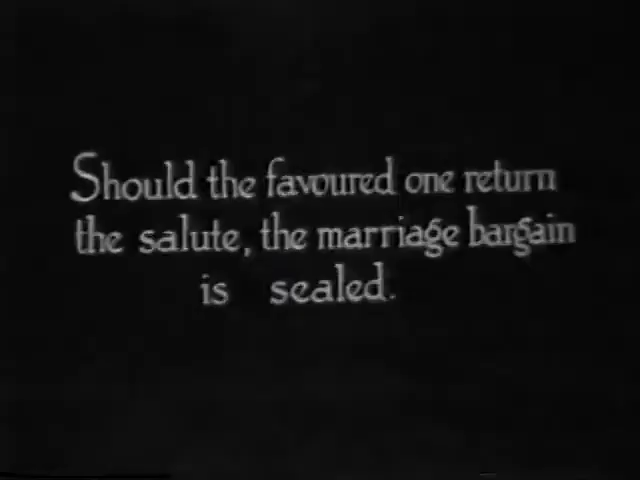 Should the favoured one return
the salute, the marriage bargain
is sealed.